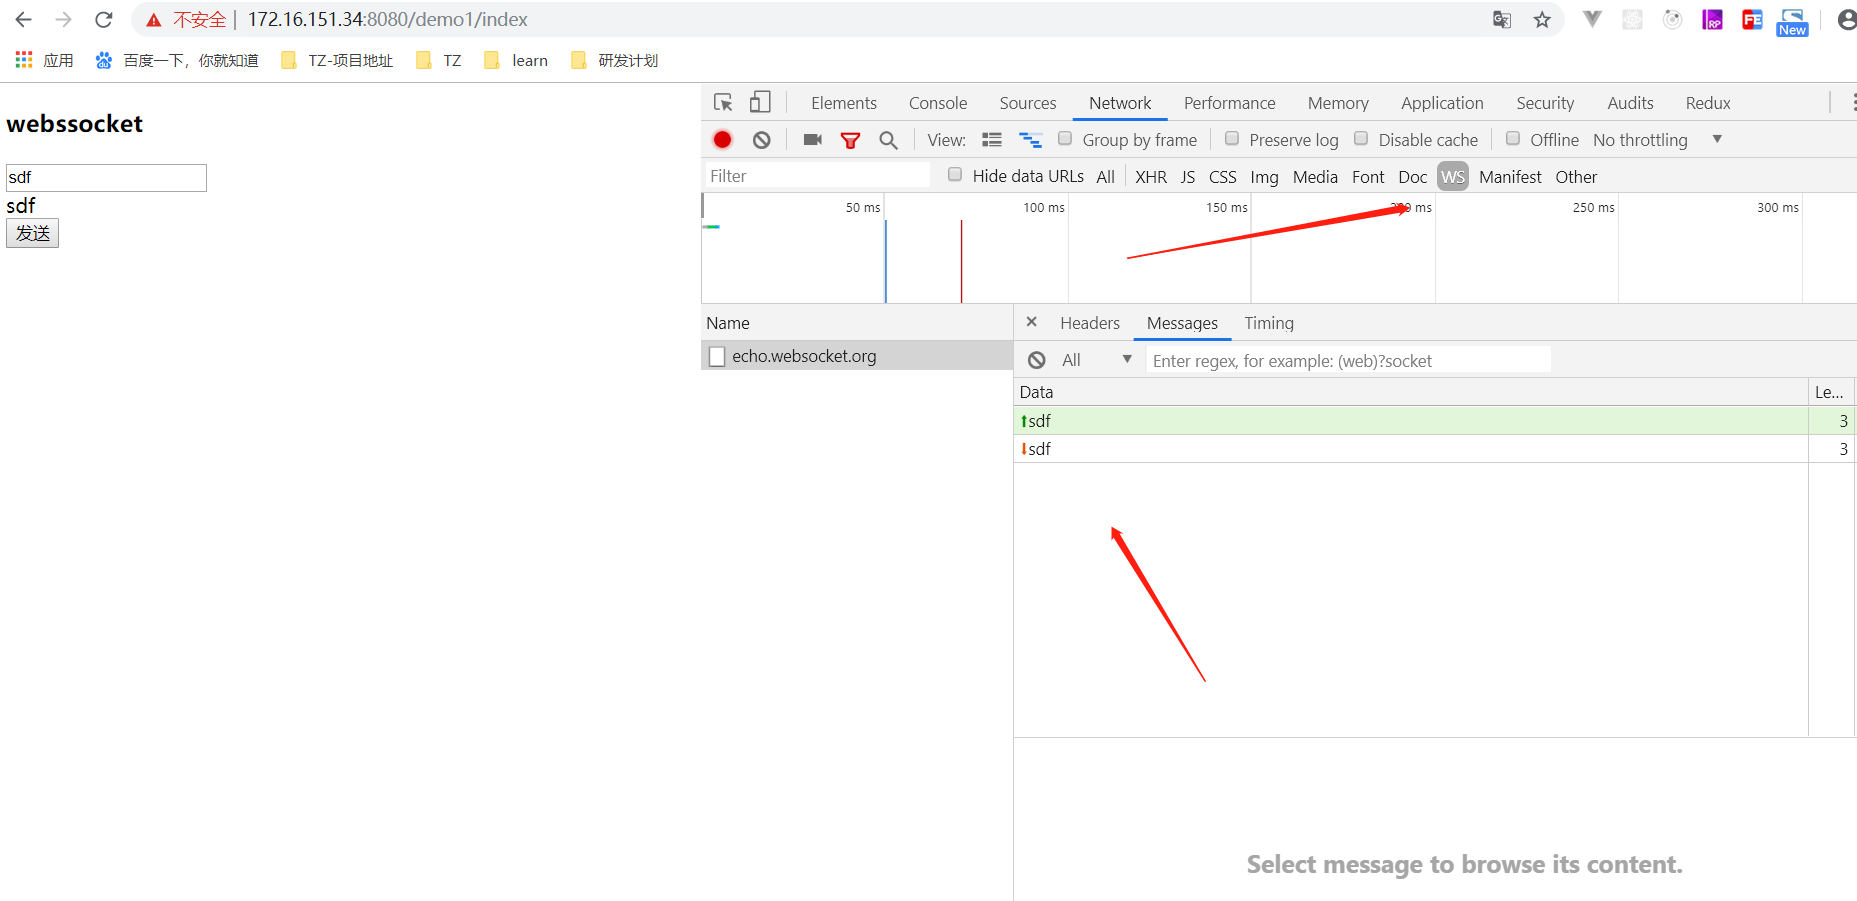 不安全 172.16.151.34:8080/demo1/index
New
应用 百度一下，你就知道 TZ-项目地址 TZ learn 研发计划
webssocket
sdf
sdf
发送
Elements Console Sources Network Performance Memory Application Security Audits Redux
View: Group by frame Preserve log Disable cache Offline No throttling
Filter Hide data URLs All XHR JS CSS Img Media Font Doc WS Manifest Other
50 ms 100 ms 150 ms 200 ms 250 ms 300 ms
Name
echo.websocket.org
Headers Messages Timing
All Enter regex, for example: (web)?socket
Data Le...
sdf 3
sdf 3
Select message to browse its content.